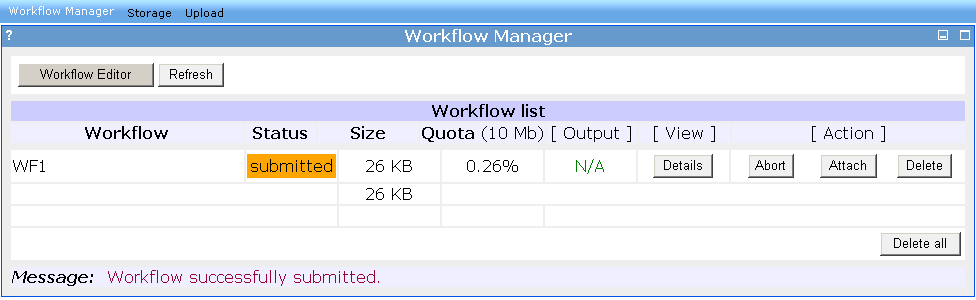 Workflow Manager Storage Upload
? Workflow Manager
Workflow Editor Refresh
Workflow list
Workflow Status Size Quota (10 Mb) [ Output ] [ View ] [ Action ]
WF1 submitted 26 KB 0.26% N/A Details Abort Attach Delete
26 KB
Delete all
Message: Workflow successfully submitted.